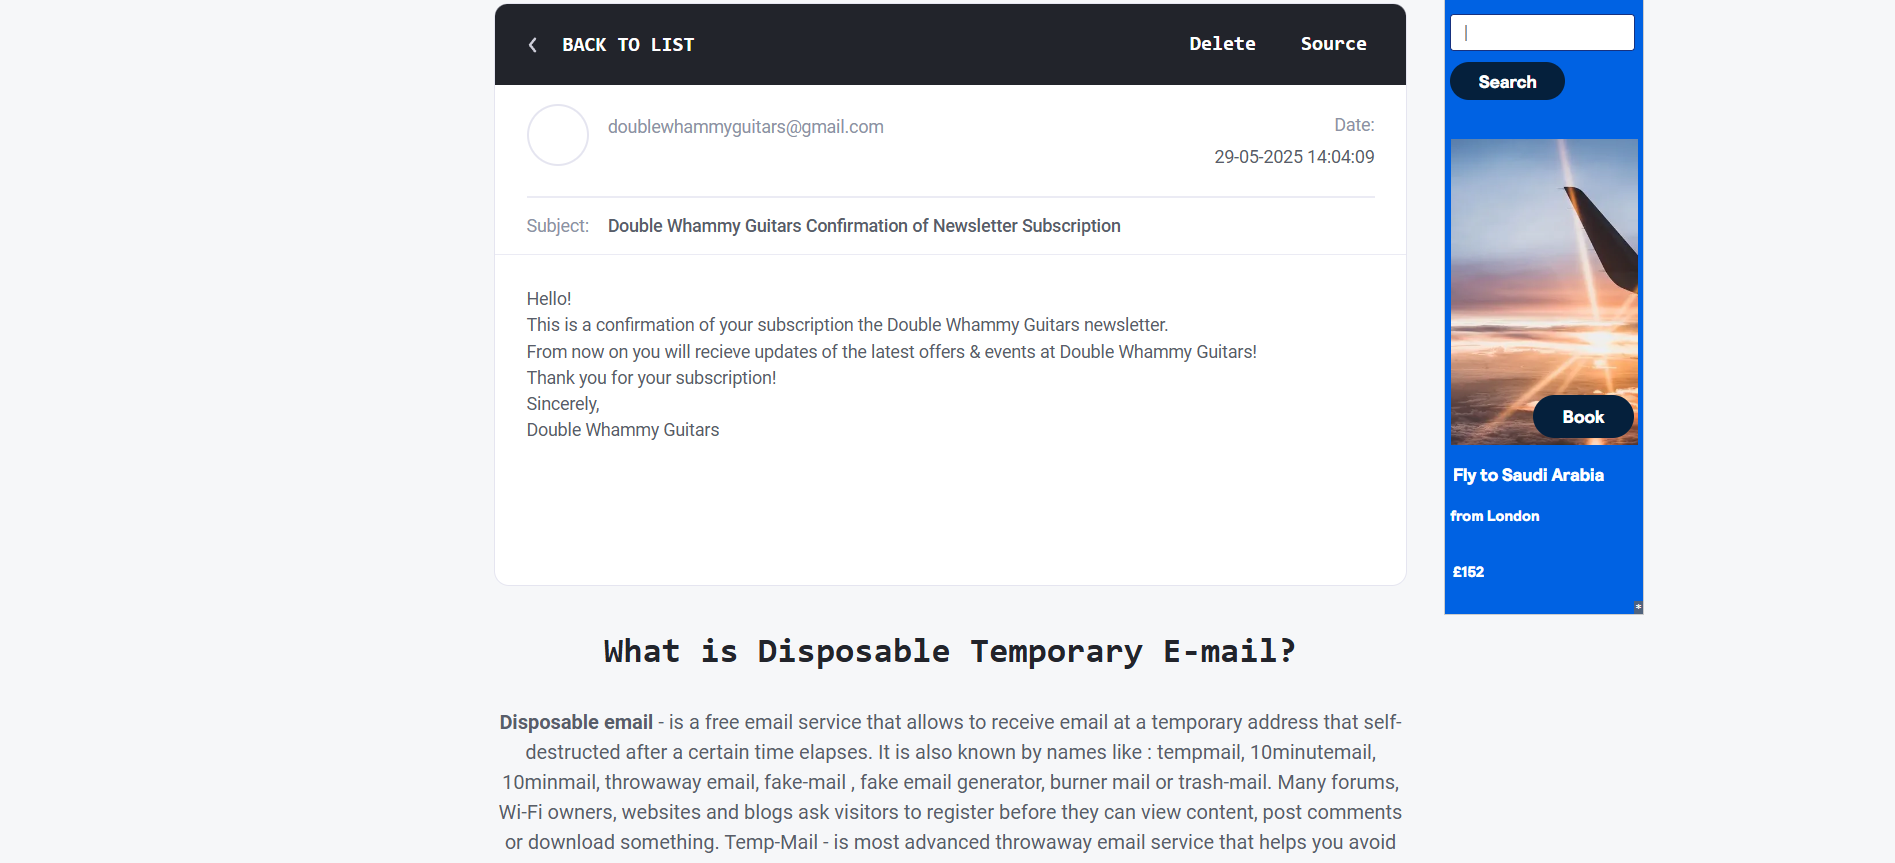 BACK TO LIST
Delete
Source
doublewhammyguitars@gmail.com
Date:
29-05-2025 14:04:09
Subject: Double Whammy Guitars Confirmation of Newsletter Subscription
Hello!
This is a confirmation of your subscription the Double Whammy Guitars newsletter.
From now on you will recieve updates of the latest offers & events at Double Whammy Guitars!
Thank you for your subscription!
Sincerely,
Double Whammy Guitars
What is Disposable Temporary E-mail?
Disposable email - is a free email service that allows to receive email at a temporary address that self-
destructed after a certain time elapses. It is also known by names like : tempmail, 10minutemail,
10minmail, throwaway email, fake-mail , fake email generator, burner mail or trash-mail. Many forums,
Wi-Fi owners, websites and blogs ask visitors to register before they can view content, post comments
or download something. Temp-Mail - is most advanced throwaway email service that helps you avoid
Search
Book
Fly to Saudi Arabia
from London
£152
*